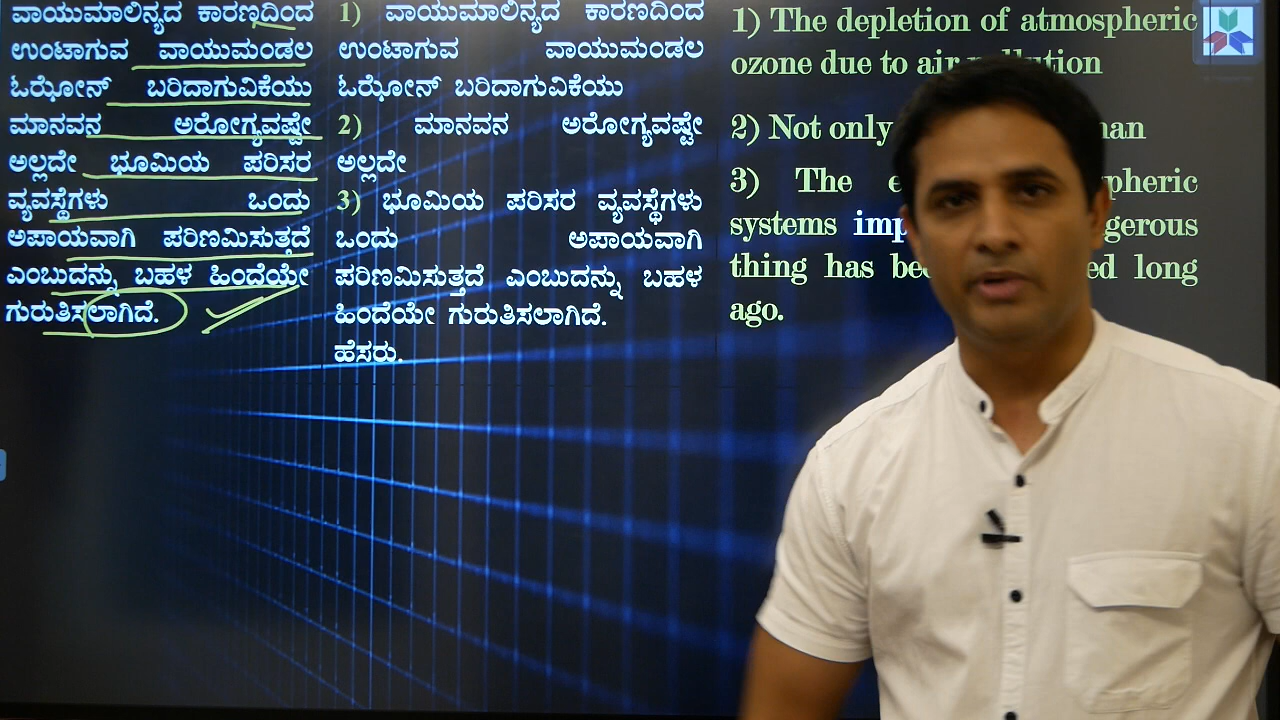 ವಾಯುಮಾಲಿನ್ಯದ ಕಾರಣದಿಂದ
ಉಂಟಾಗುವ ವಾಯುಮಂಡಲ
ಓಝೋನ್ ಬರಿದಾಗುವಿಕೆಯು
ಮಾನವನ ಅರೋಗ್ಯವಷ್ಟೇ
ಅಲ್ಲದೇ ಭೂಮಿಯ ಪರಿಸರ
ವ್ಯವಸ್ಥೆಗಳು ಒಂದು
ಅಪಾಯವಾಗಿ ಪರಿಣಮಿಸುತ್ತದೆ
ಎಂಬುದನ್ನು ಬಹಳ ಹಿಂದೆಯೇ
ಗುರುತಿಸಲಾಗಿದೆ.
1) ವಾಯುಮಾಲಿನ್ಯದ ಕಾರಣದಿಂದ
ಉಂಟಾಗುವ ವಾಯುಮಂಡಲ
ಓಝೋನ್ ಬರಿದಾಗುವಿಕೆಯು
2) ಮಾನವನ ಅರೋಗ್ಯವಷ್ಟೇ
ಅಲ್ಲದೇ
3) ಭೂಮಿಯ ಪರಿಸರ ವ್ಯವಸ್ಥೆಗಳು
ಒಂದು ಅಪಾಯವಾಗಿ
ಪರಿಣಮಿಸುತ್ತದೆ ಎಂಬುದನ್ನು ಬಹಳ
ಹಿಂದೆಯೇ ಗುರುತಿಸಲಾಗಿದೆ.
ಹೆಸರು.
1) The depletion of atmospheric
ozone due to air pollution
2) Not only
3) The
systems
thing has long
ago.